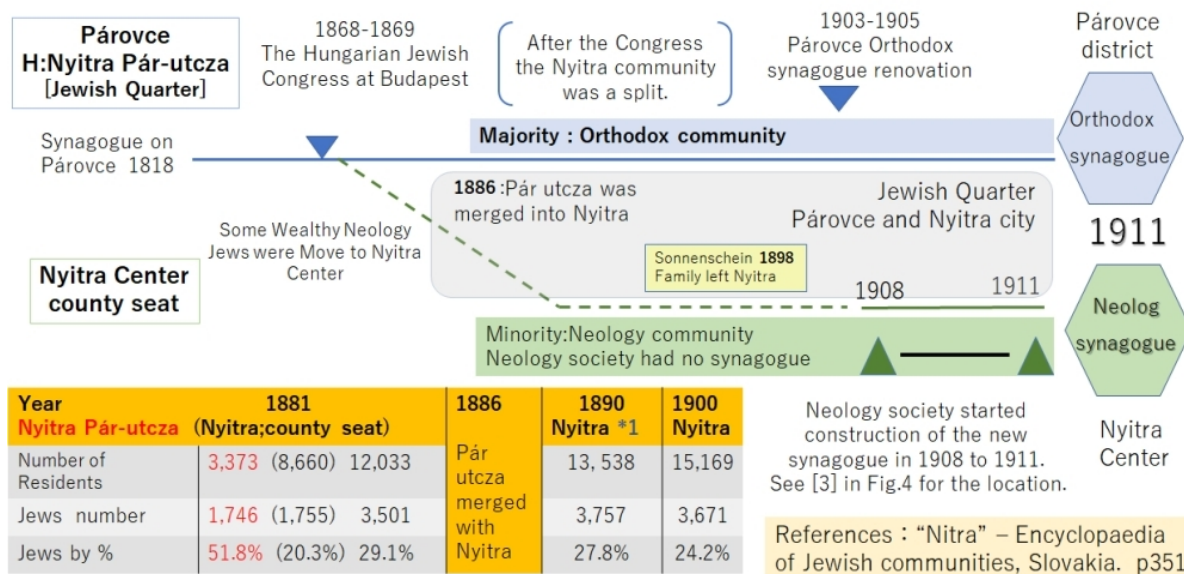 Párovce
H:Nyitra Pár-utcza
[Jewish Quarter]
1868-1869
The Hungarian Jewish
Congress at Budapest
After the Congress
the Nyitra community
was a split.
1903-1905
Párovce Orthodox
synagogue renovation
Párovce
district
Synagogue on
Párovce 1818
Majority : Orthodox community
Orthodox
synagogue
1886 :Pár utcza was
merged into Nyitra
Jewish Quarter
Párovce and Nyitra city
Some Wealthy Neology
Jews were Move to Nyitra
Center
Sonnenschein 1898
Family left Nyitra
1911
Nyitra Center
county seat
1908
1911
Minority:Neology community
Neology society had no synagogue
Neolog
synagogue
Year 1881 1886 1890 1900
Nyitra Pár-utcza (Nyitra;county seat) Nyitra *1 Nyitra
Number of
Residents 3,373 (8,660) 12,033 13, 538 15,169
Jews number 1,746 (1,755) 3,501 3,757 3,671
Jews by % 51.8% (20.3%) 29.1% 27.8% 24.2%
Pár
utcza
merged
with
Nyitra
Neology society started
construction of the new
synagogue in 1908 to 1911.
See [3] in Fig.4 for the location.
Nyitra
Center
References : “Nitra” – Encyclopaedia
of Jewish communities, Slovakia. p351